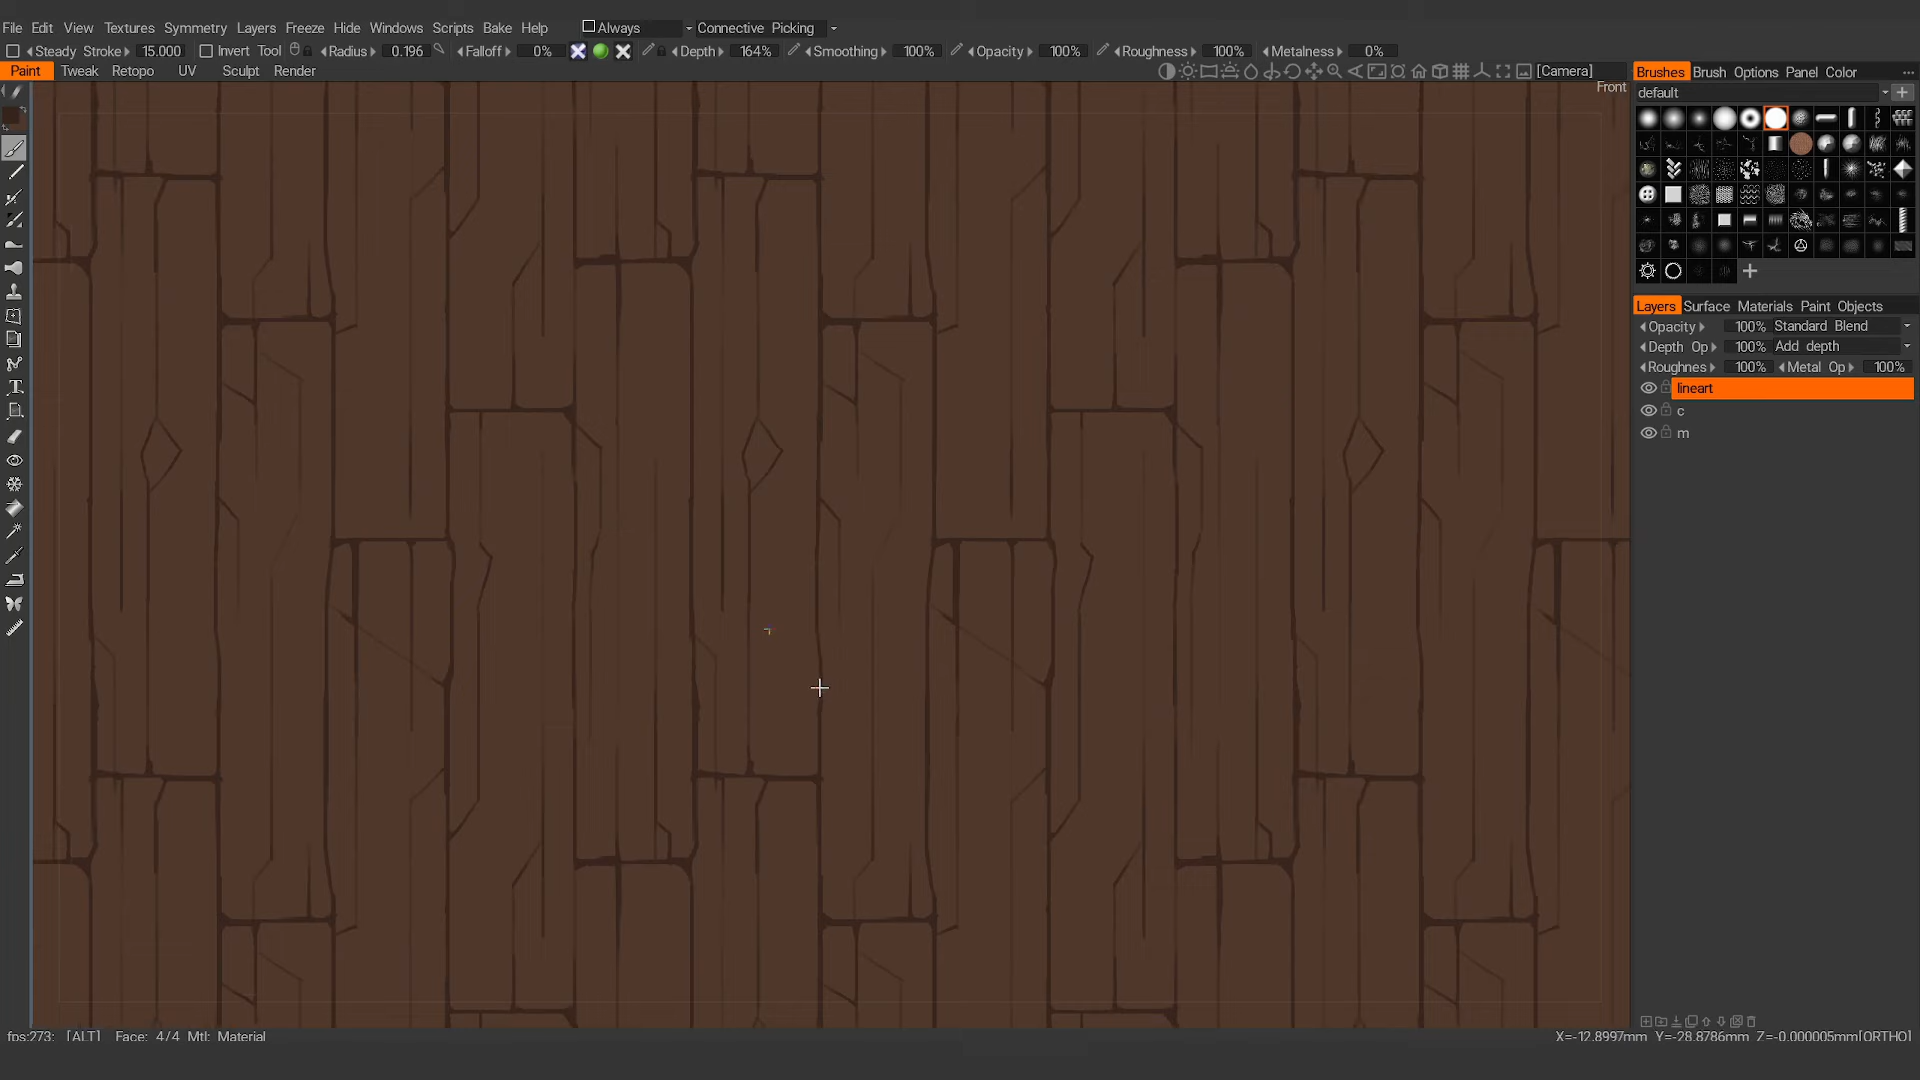 File Edit View Textures Symmetry Layers Freeze Hide Windows Scripts Bake Help Always Connective Picking
Steady Stroke 15.000 Invert Tool Radius 0.196 Falloff 0% Depth 164% Smoothing 100% Opacity 100% Roughness 100% Metalness 0%
Paint Tweak Retopo UV Sculpt Render [Camera]
Front
Brushes Brush Options Panel Color
default
Layers Surface Materials Paint Objects
Opacity 100% Standard Blend
Depth Op 100% Add depth
Roughnes 100% Metal Op 100%
lineart
c
m
fps:273; [ALT] Face: 4/4 Mtl: Material
X=-12.8997mm Y=-28.8786mm Z=-0.000005mm[ORTHO]